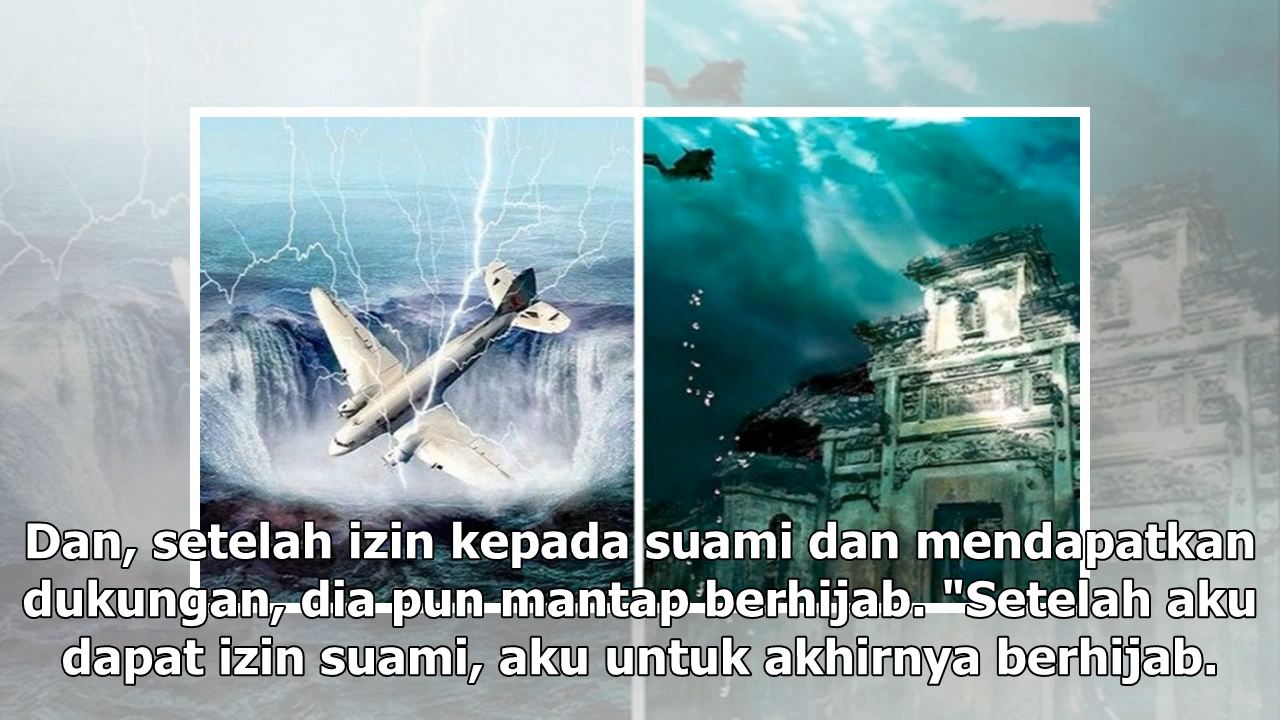 Dan, setelah izin kepada suami dan mendapatkan
dukungan, dia pun mantap berhijab. "Setelah aku
dapat izin suami, aku untuk akhirnya berhijab.